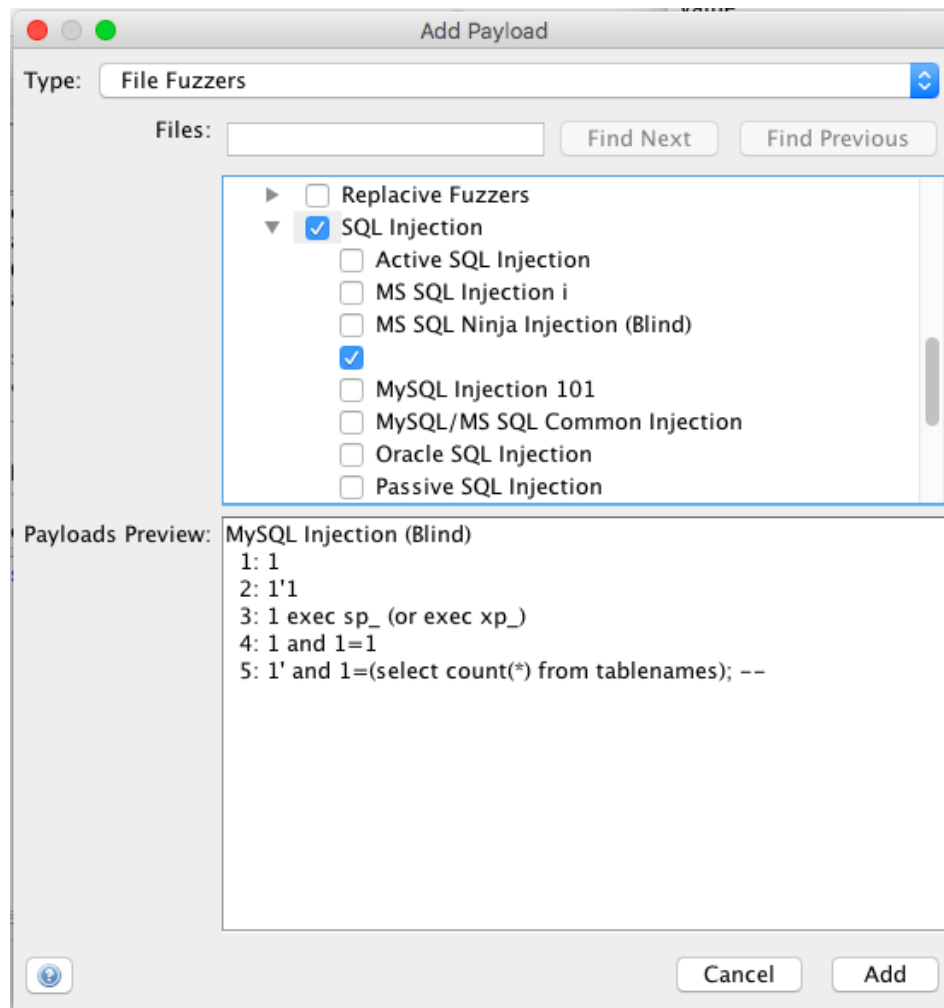 Add Payload
Type: File Fuzzers
Files: Find Next Find Previous
Replacive Fuzzers
SQL Injection
Active SQL Injection
MS SQL Injection i
MS SQL Ninja Injection (Blind)
MySQL Injection 101
MySQL/MS SQL Common Injection
Oracle SQL Injection
Passive SQL Injection
Payloads Preview: MySQL Injection (Blind)
1: 1
2: 1'1
3: 1 exec sp_ (or exec xp_)
4: 1 and 1=1
5: 1' and 1=(select count(*) from tablenames); --
? Cancel Add